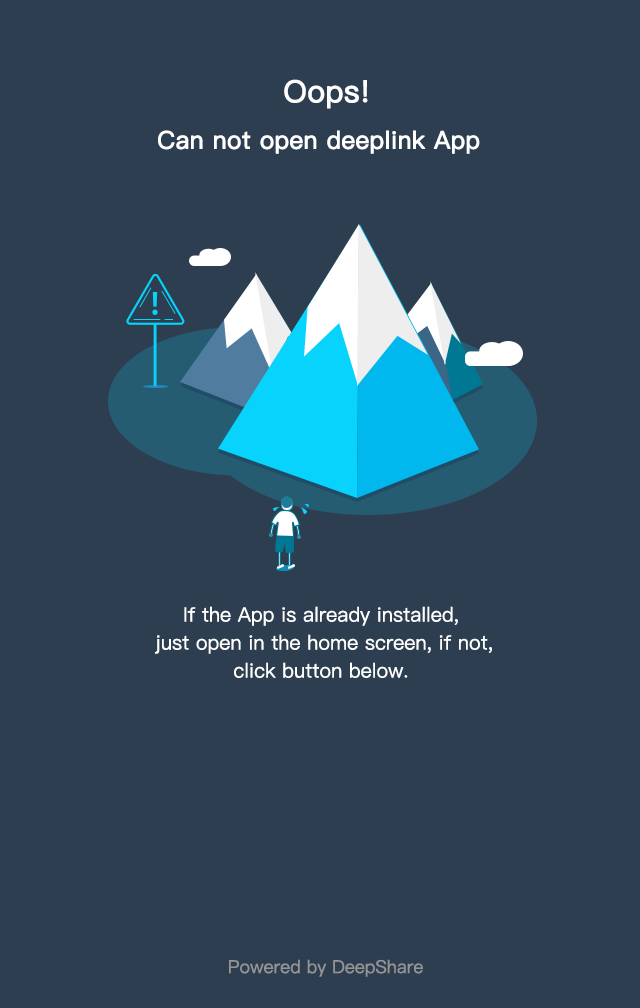 Oops!
Can not open deeplink App
!
If the App is already installed,
just open in the home screen, if not,
click button below.
Powered by DeepShare